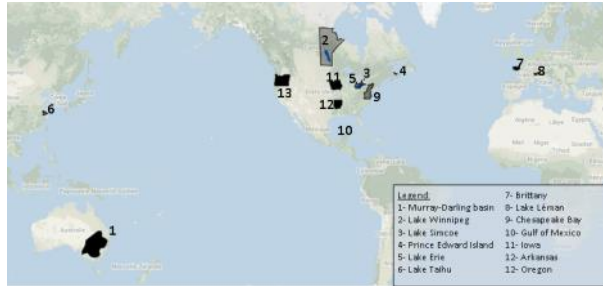 2
3
7
4
8
11
5
9
13
12
6
10
1
Australia
Legend:
1- Murray-Darling basin
2- Lake Winnipeg
3- Lake Simcoe
4- Prince Edward Island
5- Lake Erie
6- Lake Taihu
7- Brittany
8- Lake Léman
9- Chesapeake Bay
10- Gulf of Mexico
11- Iowa
12- Arkansas
12- Oregon